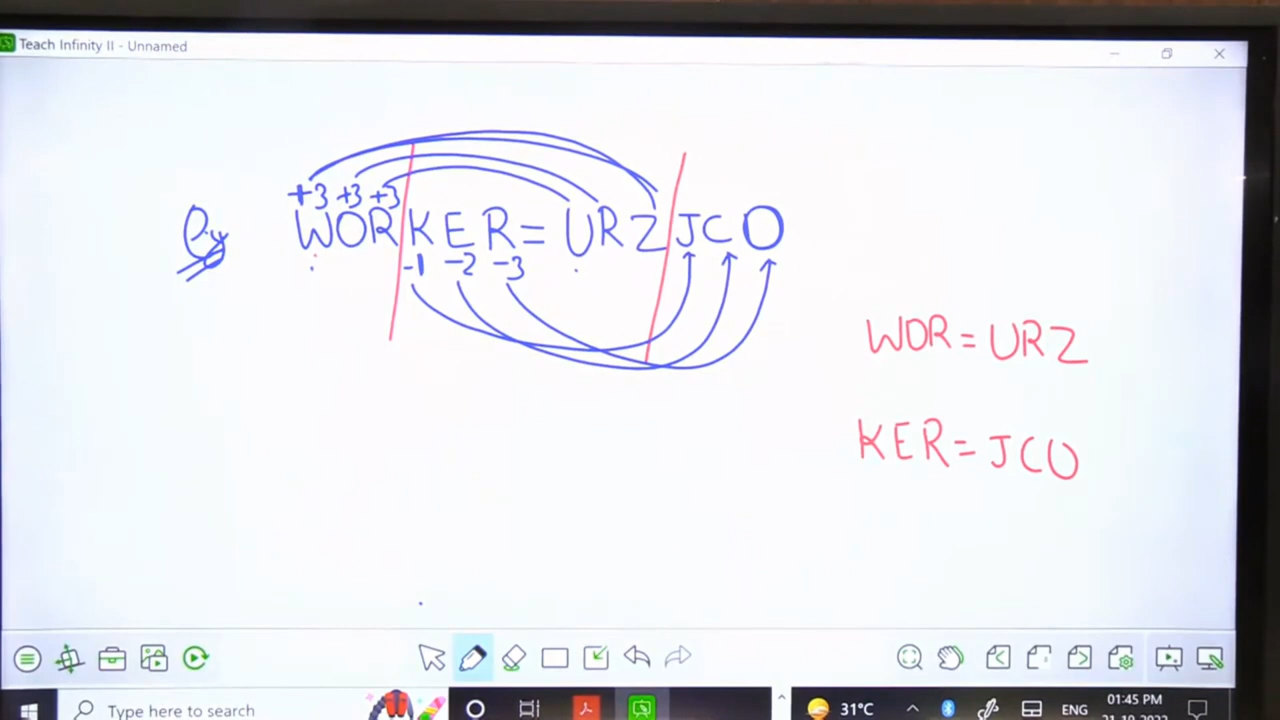 Teach Infinity II - Unnamed
+3 +3 +3
WORKER = URZJCO
-1 -2 -3
WOR = URZ
KER = JCO
Type here to search
31°C
ENG
01:45 PM